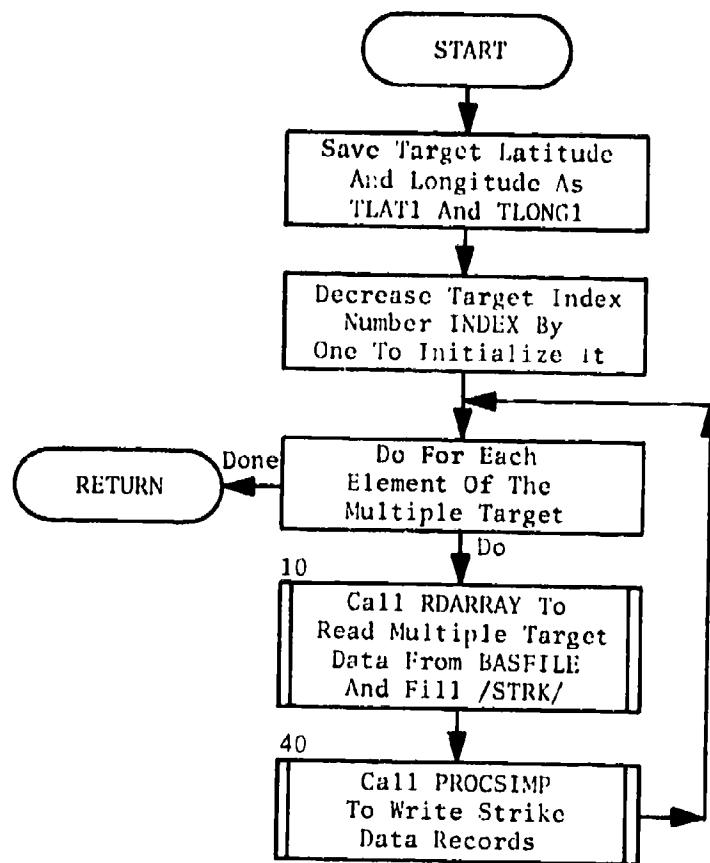 START
Save Target Latitude
And Longitude As
TLAT1 And TLONG1
Decrease Target Index
Number INDEX By
One To Initialize It
Do For Each
Element Of The
Multiple Target
Done
RETURN
Do
10
Call RDARRAY To
Read Multiple Target
Data From BASFILE
And Fill /STRK/
40
Call PROCSIMP
To Write Strike
Data Records